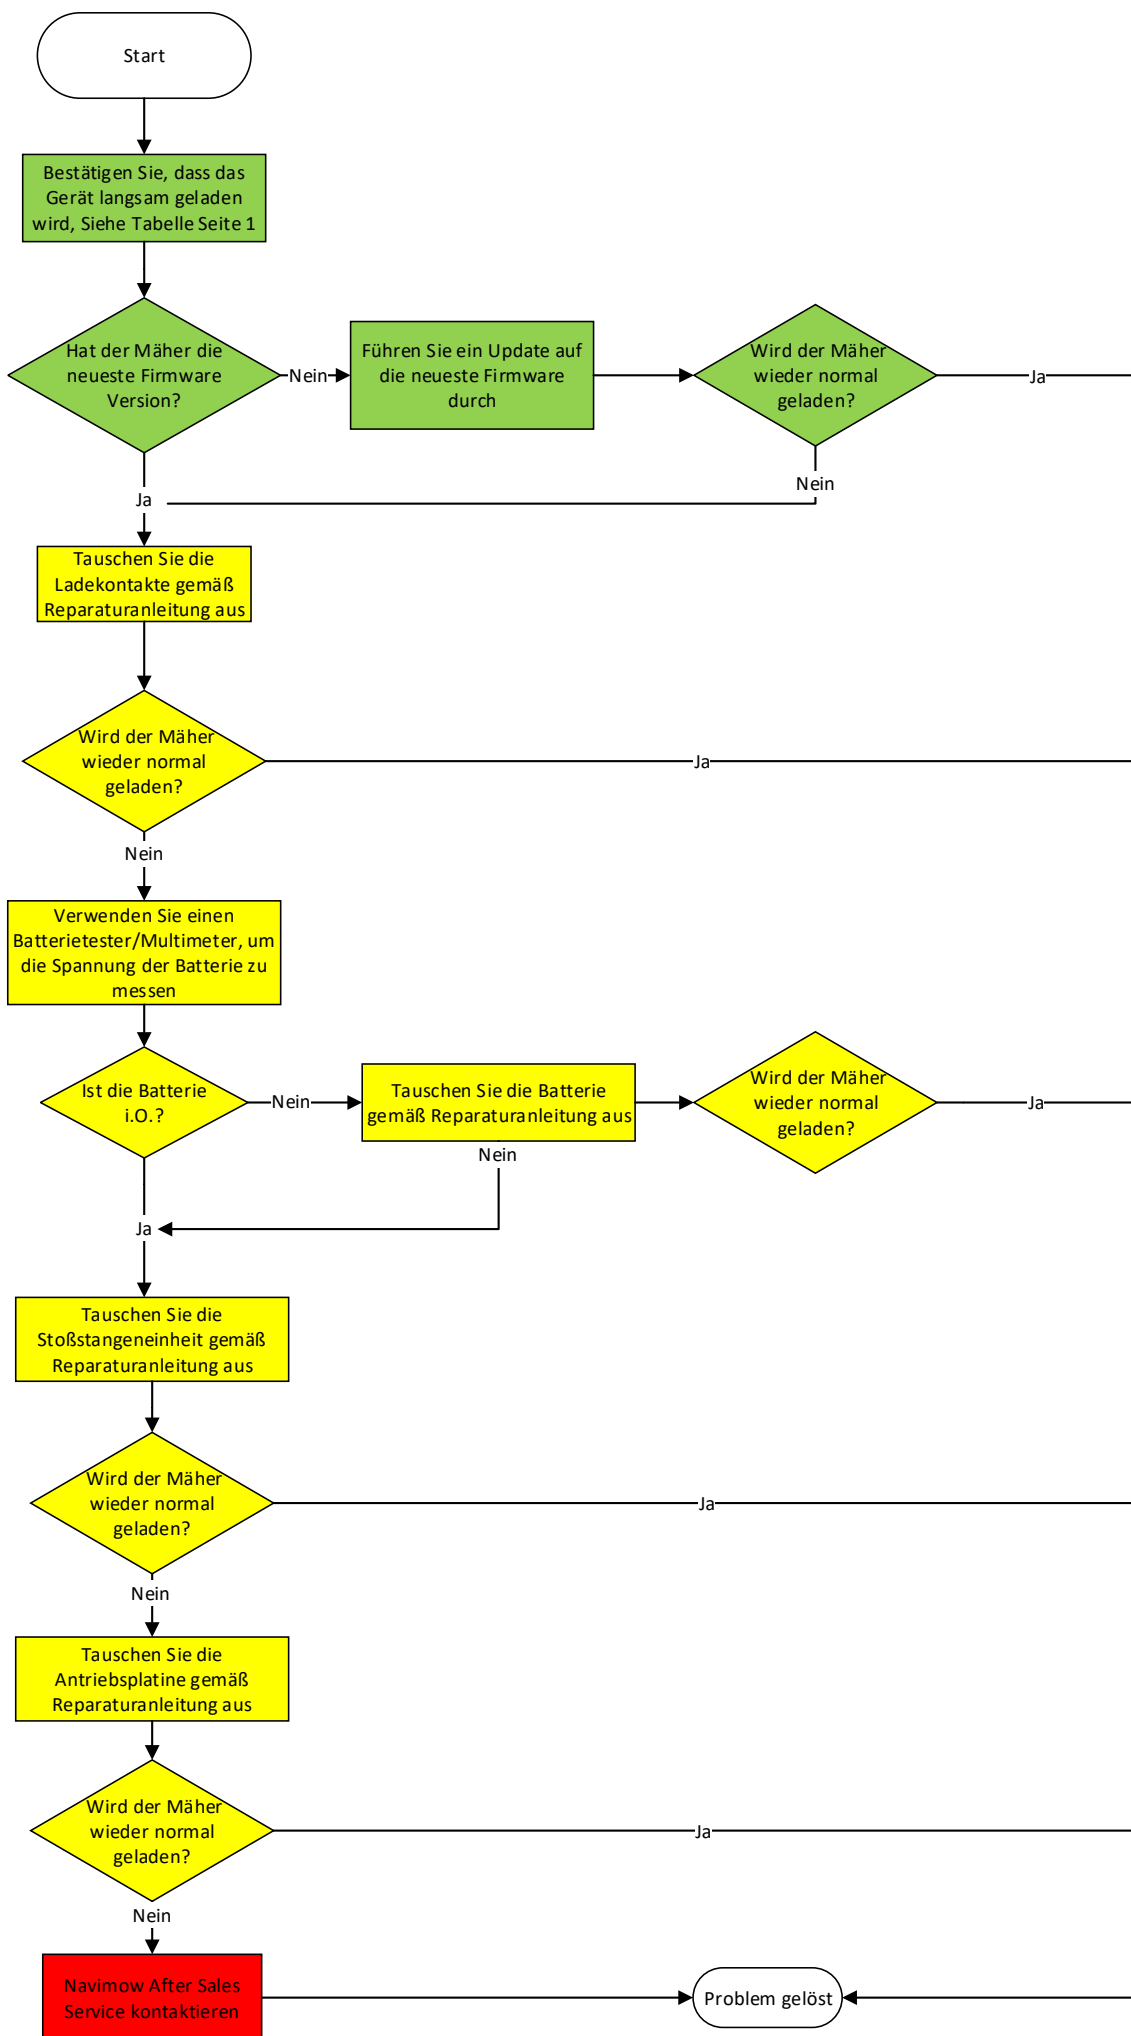 Start
Bestätigen Sie, dass das
Gerät langsam geladen
wird, Siehe Tabelle Seite 1
Hat der Mäher die
neueste Firmware
Version?
Nein
Führen Sie ein Update auf
die neueste Firmware
durch
Wird der Mäher
wieder normal
geladen?
Ja
Nein
Ja
Tauschen Sie die
Ladekontakte gemäß
Reparaturanleitung aus
Wird der Mäher
wieder normal
geladen?
Ja
Nein
Verwenden Sie einen
Batterietester/Multimeter, um
die Spannung der Batterie zu
messen
Ist die Batterie
i.O.?
Nein
Tauschen Sie die Batterie
gemäß Reparaturanleitung aus
Wird der Mäher
wieder normal
geladen?
Ja
Nein
Ja
Tauschen Sie die
Stoßstangeneinheit gemäß
Reparaturanleitung aus
Wird der Mäher
wieder normal
geladen?
Ja
Nein
Tauschen Sie die
Antriebsplatine gemäß
Reparaturanleitung aus
Wird der Mäher
wieder normal
geladen?
Ja
Nein
Navimow After Sales
Service kontaktieren
Problem gelöst